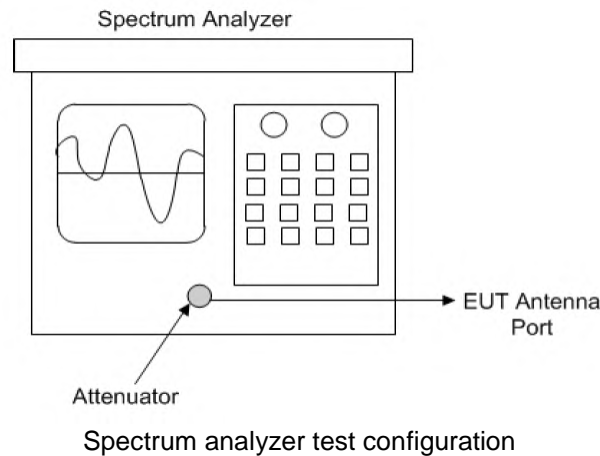 Spectrum Analyzer
EUT Antenna
Port
Attenuator
Spectrum analyzer test configuration